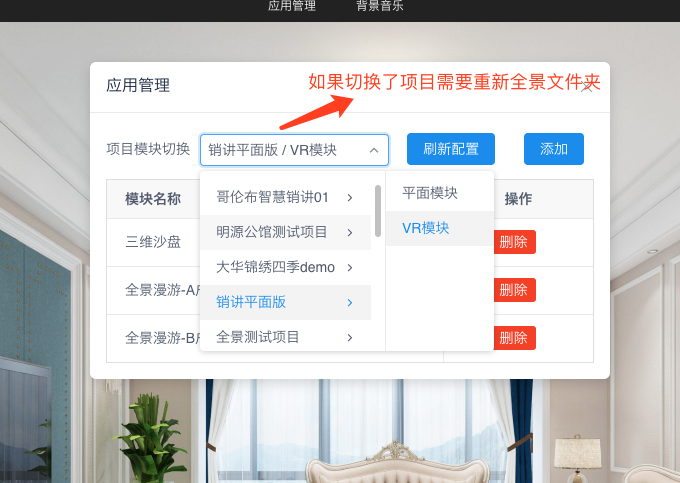 应用管理 背景音乐
应用管理 如果切换了项目需要重新全景文件夹
项目模块切换 销讲平面版 / VR模块 刷新配置 添加
模块名称 操作
哥伦布智慧销讲01 平面模块
三维沙盘 明源公馆测试项目 VR模块 删除
大华锦绣四季demo
全景漫游-A 销讲平面版 删除
全景漫游-B 全景测试项目 删除